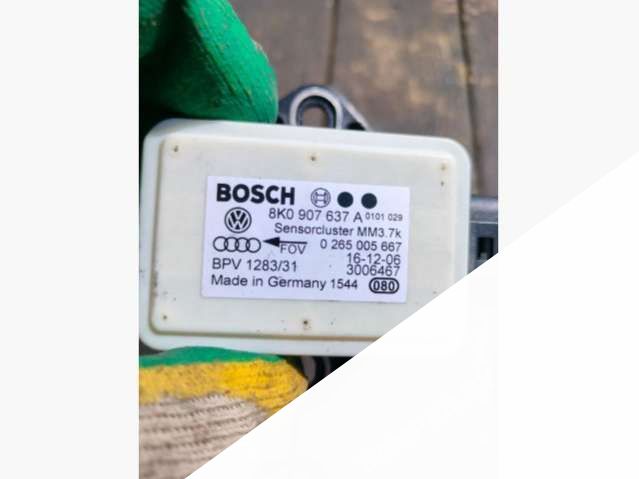 BOSCH
8K0 907 637 A 0101 029
Sensorcluster MM3.7k
FOV 0 265 005 667
16-12-06
BPV 1283/31 3006467
Made in Germany 1544 080